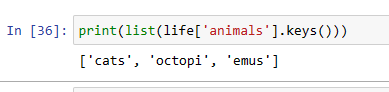 In [36]: print(list(life['animals'].keys()))
['cats', 'octopi', 'emus']